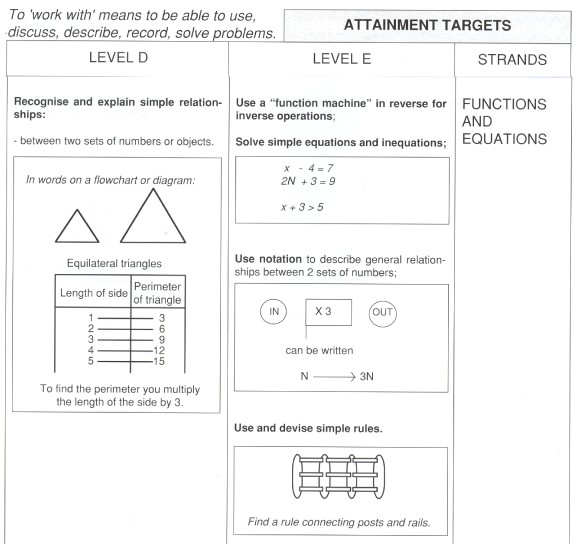 To 'work with' means to be able to use,
discuss, describe, record, solve problems.
ATTAINMENT TARGETS
LEVEL D
LEVEL E
STRANDS
Recognise and explain simple relation-
ships:
- between two sets of numbers or objects.
In words on a flowchart or diagram:
Equilateral triangles
Length of side
Perimeter
of triangle
1 3
2 6
3 9
4 12
5 15
To find the perimeter you multiply
the length of the side by 3.
Use a “function machine” in reverse for
inverse operations;
Solve simple equations and inequations;
x - 4 = 7
2N + 3 = 9
x + 3 > 5
Use notation to describe general relation-
ships between 2 sets of numbers;
IN X 3 OUT
can be written
N → 3N
Use and devise simple rules.
Find a rule connecting posts and rails.
FUNCTIONS
AND
EQUATIONS